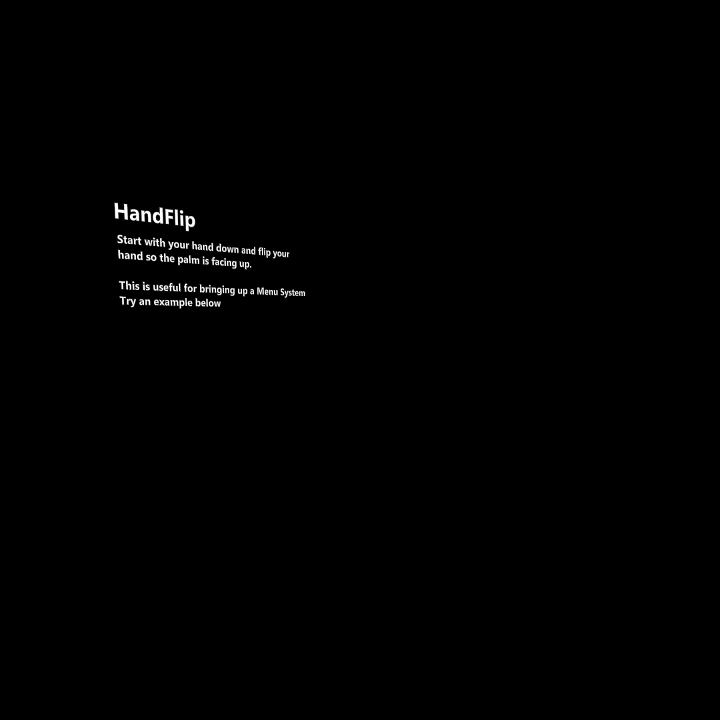 HandFlip
Start with your hand down and flip your
hand so the palm is facing up.
This is useful for bringing up a Menu System
Try an example below